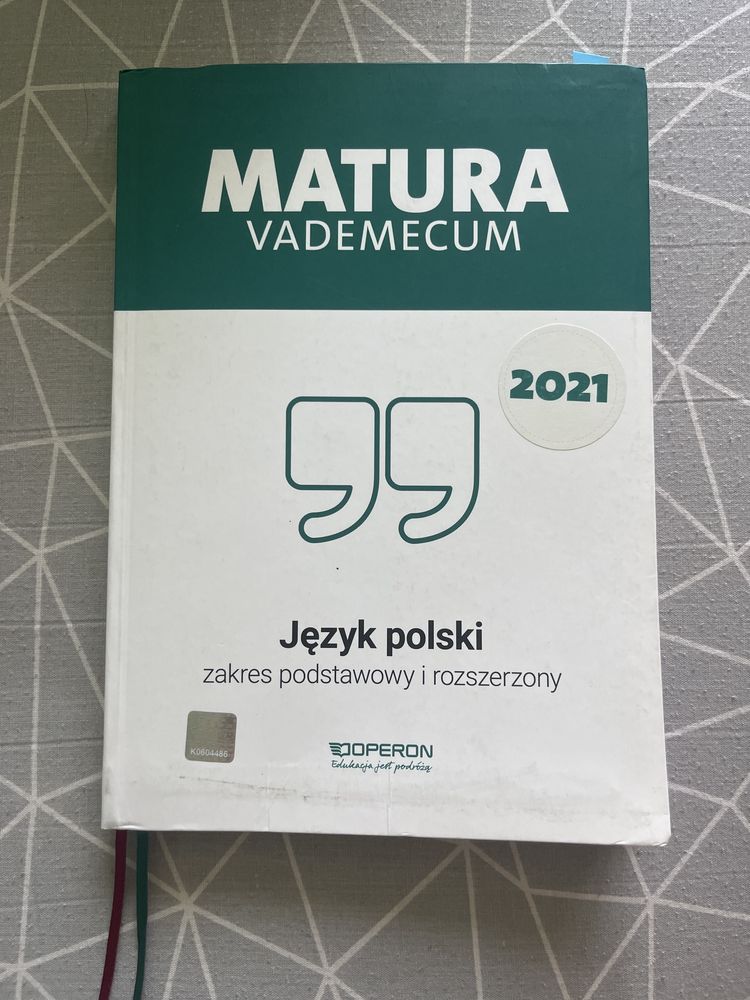 MATURA
VADEMECUM
2021
Język polski
zakres podstawowy i rozszerzony
K0604486
OPERON
Edukacja jest podróżą